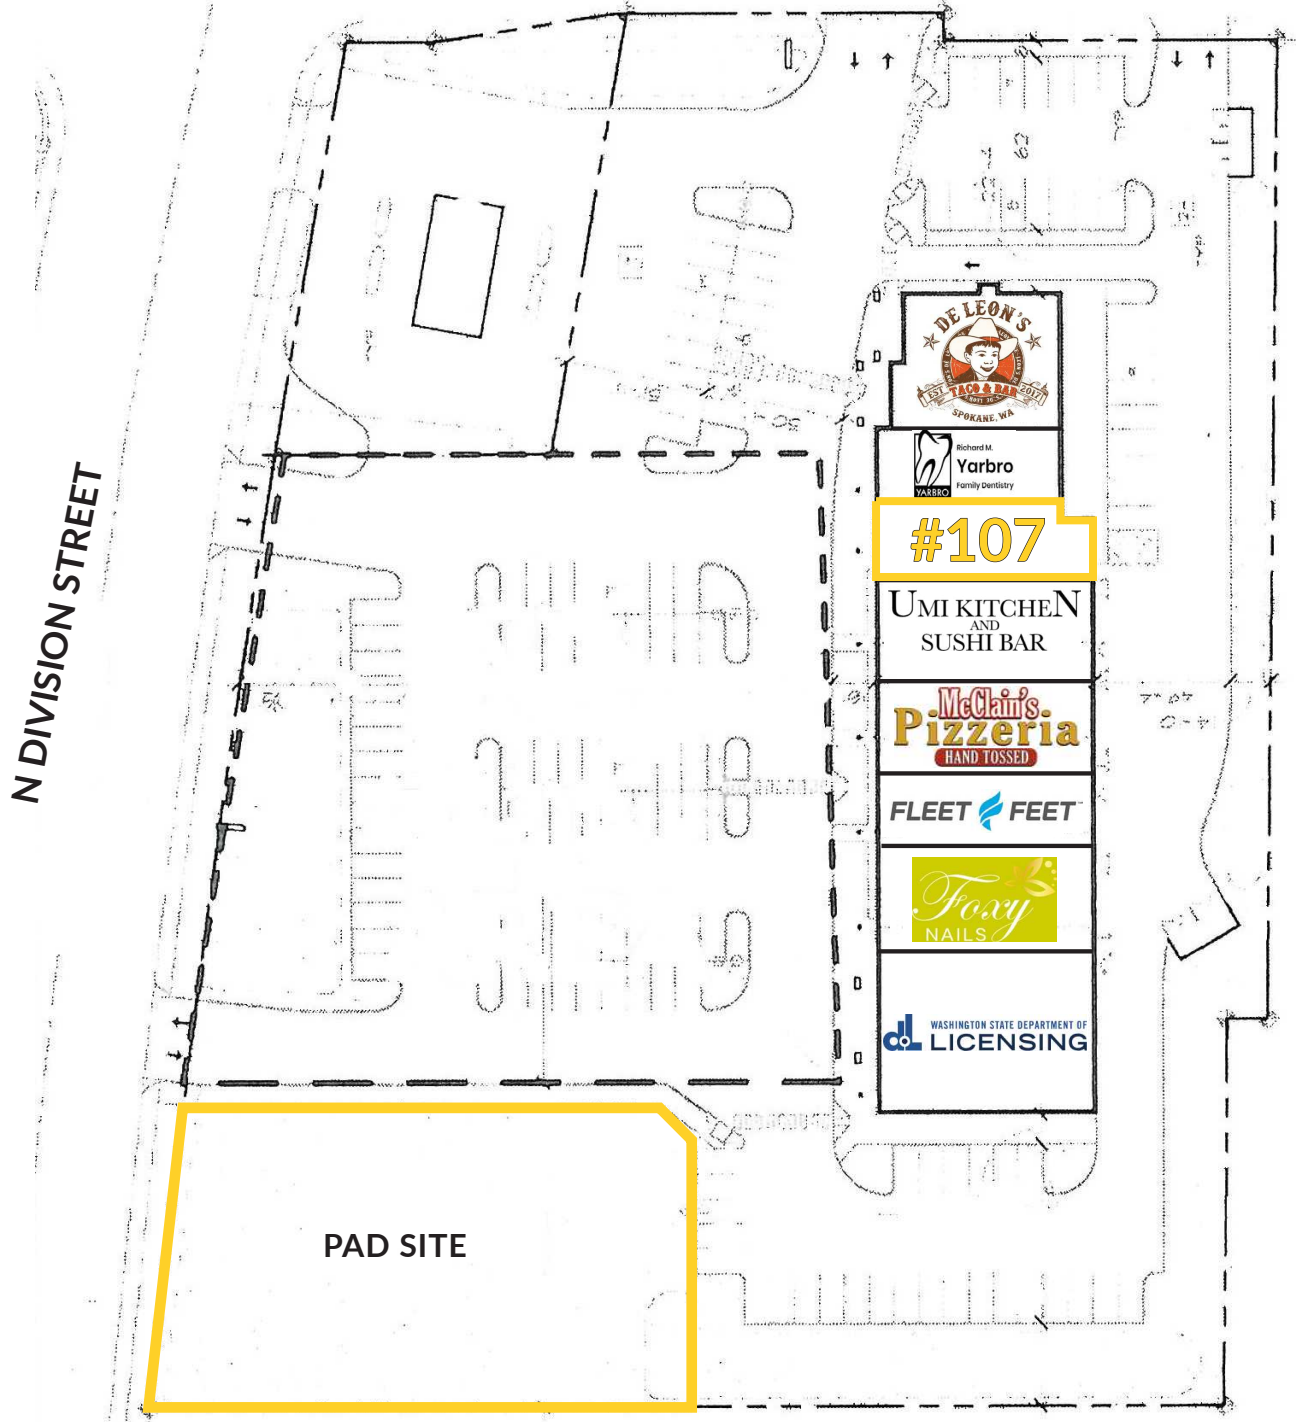 DE LEON'S
TACO & BAR
EST
2017
SPOKANE, WA
Richard M.
Yarbro
Family Dentistry
YARBRO
#107
UMI KITCHEN
AND
SUSHI BAR
McClain's
Pizzeria
HAND TOSSED
FLEET FEET
Foxy
NAILS
WASHINGTON STATE DEPARTMENT OF
LICENSING
N DIVISION STREET
PAD SITE